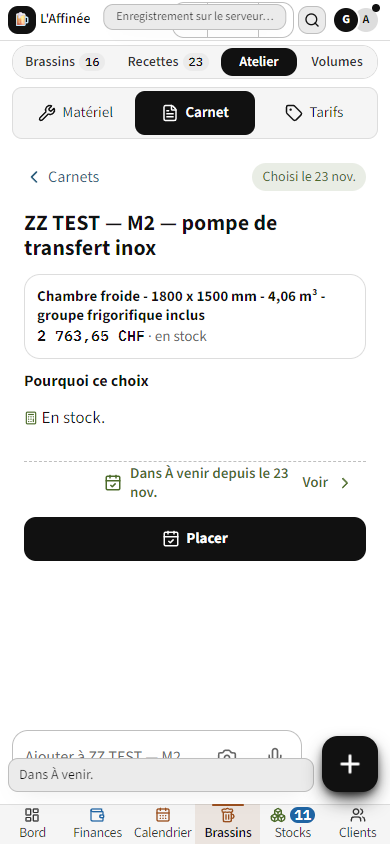 L'Affinée
Enregistrement sur le serveur…
G
A
Brassins 16
Recettes 23
Atelier
Volumes
Matériel
Carnet
Tarifs
Carnets
Choisi le 23 nov.
ZZ TEST — M2 — pompe de
transfert inox
Chambre froide - 1800 x 1500 mm - 4,06 m³ -
groupe frigorifique inclus
2 763,65 CHF · en stock
Pourquoi ce choix
En stock.
Dans À venir depuis le 23
nov.
Voir
Placer
Ajouter à ZZ TEST — M2
Dans À venir.
Bord
Finances
Calendrier
Brassins
Stocks
11
Clients